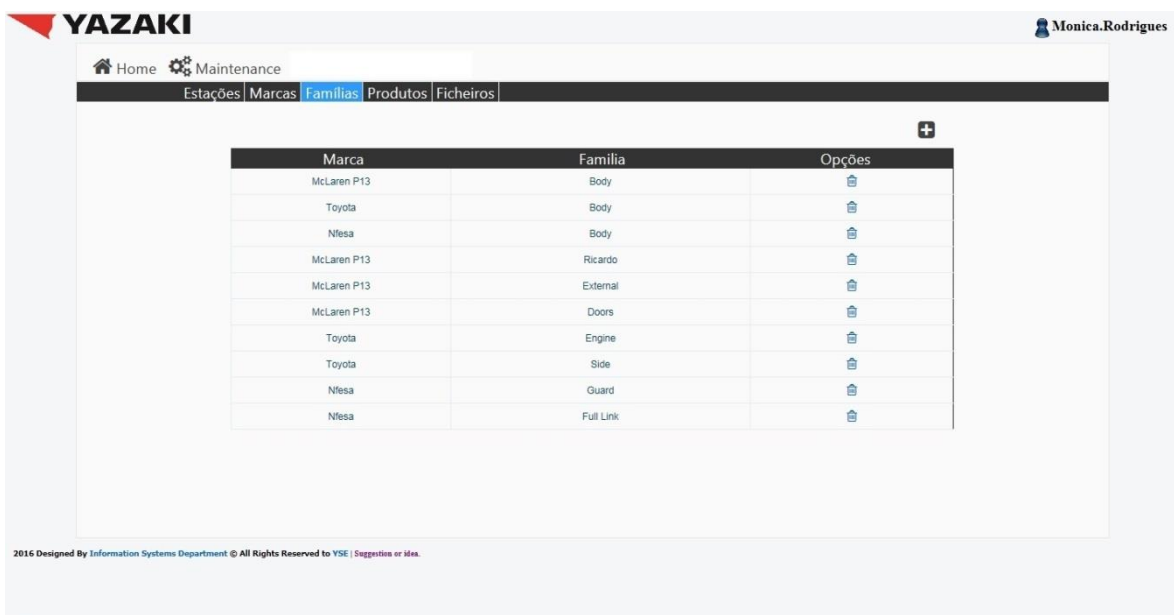 YAZAKI
Monica.Rodrigues
Home Maintenance
Estações Marcas Famílias Produtos Ficheiros
Marca Familia Opções
McLaren P13 Body
Toyota Body
Nfesa Body
McLaren P13 Ricardo
McLaren P13 External
McLaren P13 Doors
Toyota Engine
Toyota Side
Nfesa Guard
Nfesa Full Link
2016 Designed By Information Systems Department © All Rights Reserved to YSE | Suggestion or idea.